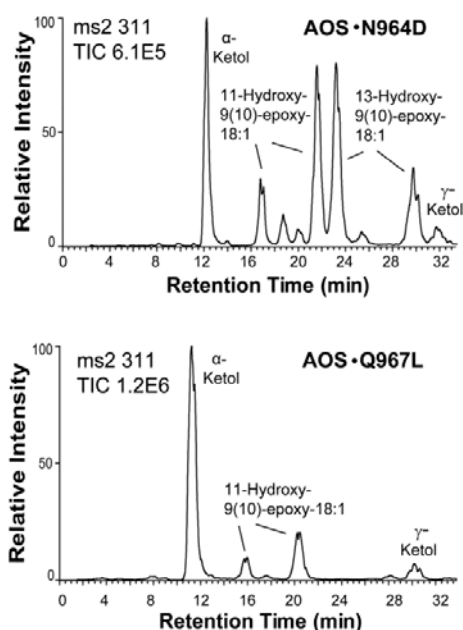 ms2 311
TIC 6.1E5
α-
Ketol
AOS•N964D
11-Hydroxy-
9(10)-epoxy-
18:1
13-Hydroxy-
9(10)-epoxy-
18:1
γ-
Ketol
Relative Intensity
100
50
0
0 4 8 12 16 20 24 28 32
Retention Time (min)
ms2 311
TIC 1.2E6
α-
Ketol
AOS•Q967L
11-Hydroxy-
9(10)-epoxy-18:1
γ-
Ketol
Relative Intensity
100
50
0
0 4 8 12 16 20 24 28 32
Retention Time (min)